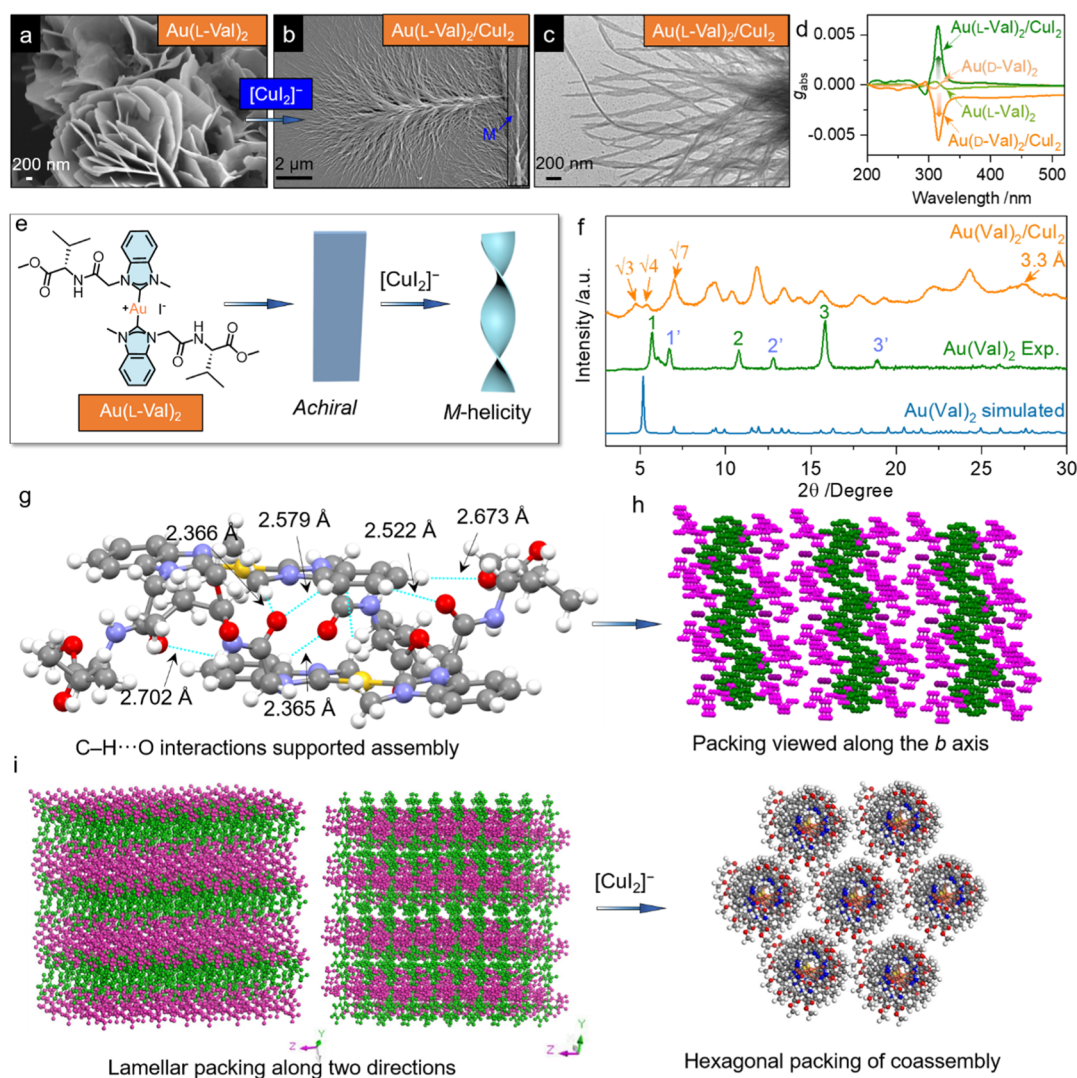 a
Au(L-Val)₂
200 nm
[CuI₂]⁻
b
Au(L-Val)₂/CuI₂
M
2 µm
c
Au(L-Val)₂/CuI₂
200 nm
d
0.005
0.000
-0.005
g_abs
Au(L-Val)₂/CuI₂
Au(D-Val)₂
Au(L-Val)₂
Au(D-Val)₂/CuI₂
200 300 400 500
Wavelength /nm
e
O
O
N
H
O
N
N
+Au I⁻
N
N
O
H
N
O
O
Au(L-Val)₂
Achiral
[CuI₂]⁻
M-helicity
f
Intensity /a.u.
Au(Val)₂/CuI₂
√3 √4 √7 3.3 Å
1 1' 2 2' 3 3'
Au(Val)₂ Exp.
Au(Val)₂ simulated
5 10 15 20 25 30
2θ /Degree
g
2.366 Å
2.579 Å
2.522 Å
2.673 Å
2.702 Å
2.365 Å
C–H···O interactions supported assembly
h
Packing viewed along the b axis
i
Z Y
Z Y
Lamellar packing along two directions
[CuI₂]⁻
Hexagonal packing of coassembly